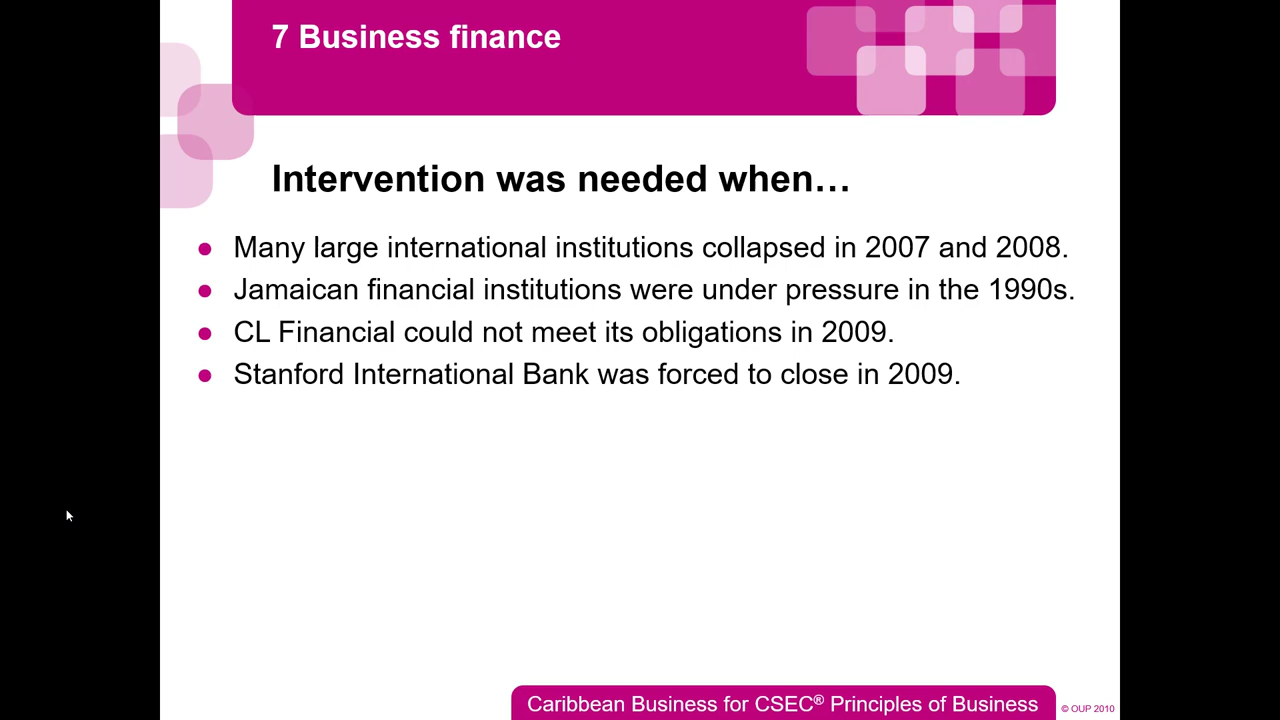 7 Business finance
Intervention was needed when…
● Many large international institutions collapsed in 2007 and 2008.
● Jamaican financial institutions were under pressure in the 1990s.
● CL Financial could not meet its obligations in 2009.
● Stanford International Bank was forced to close in 2009.
Caribbean Business for CSEC® Principles of Business
© OUP 2010